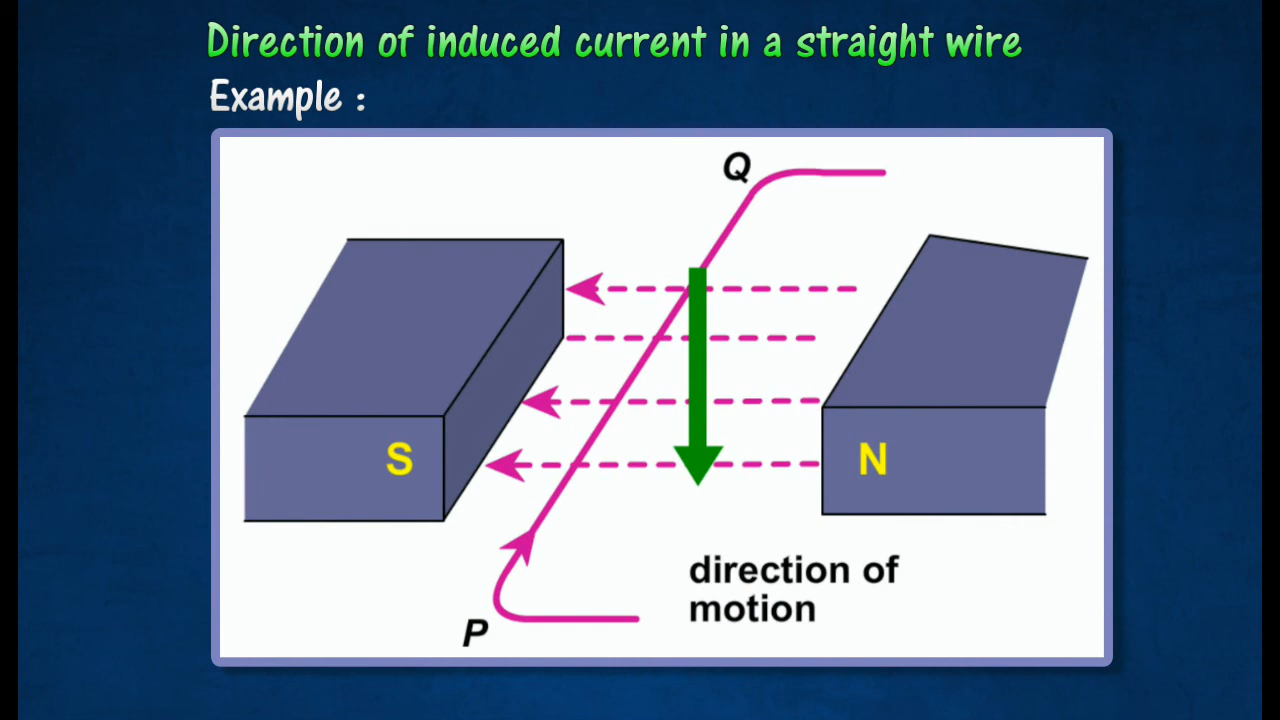 Direction of induced current in a straight wire
Example :
Q
S
N
direction of
motion
P